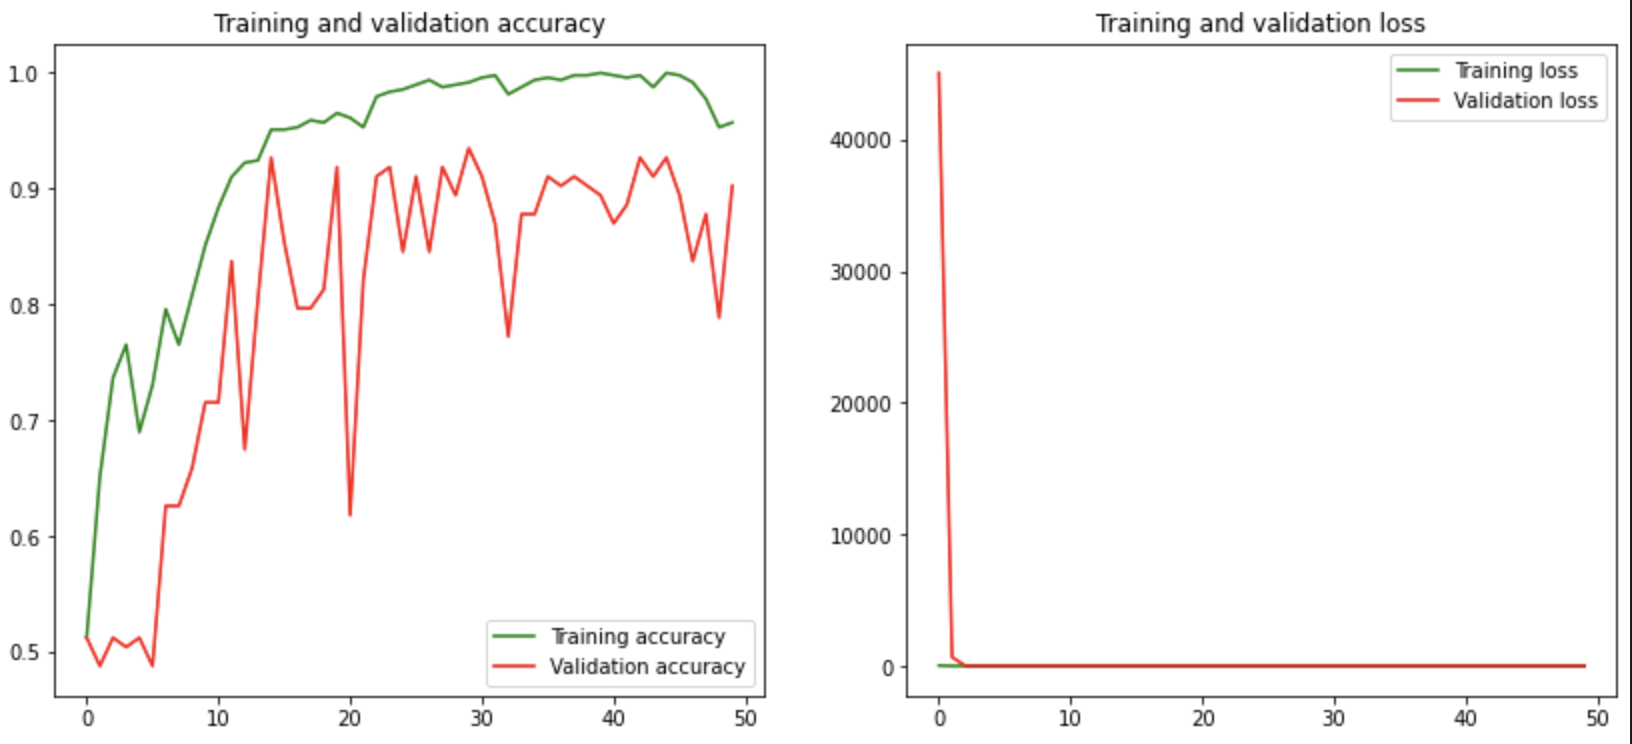 Training and validation accuracy
1.0
0.9
0.8
0.7
0.6
0.5
Training accuracy
Validation accuracy
0 10 20 30 40 50
Training and validation loss
Training loss
Validation loss
40000
30000
20000
10000
0
0 10 20 30 40 50